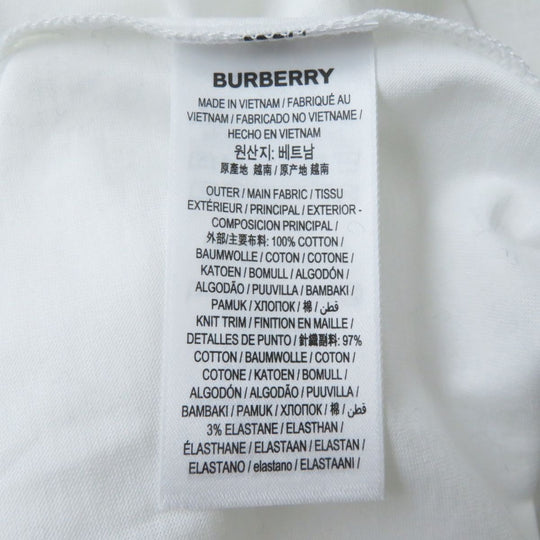 BURBERRY
MADE IN VIETNAM / FABRIQUÉ AU
VIETNAM / FABRICADO NO VIETNAME /
HECHO EN VIETNAM
원산지: 베트남
原產地 越南 / 原产地 越南
OUTER / MAIN FABRIC / TISSU
EXTÉRIEUR / PRINCIPAL / EXTERIOR -
COMPOSICIÓN PRINCIPAL /
外部/主要布料: 100% COTTON /
BAUMWOLLE / COTON / COTONE /
KATOEN / BOMULL / ALGODÓN /
ALGODÃO / PUUVILLA / BAMBAKI /
PAMUK / ХЛОПОК / 棉 / قطن /
KNIT TRIM / FINITION EN MAILLE /
DETALLES DE PUNTO / 針織副料: 97%
COTTON / BAUMWOLLE / COTON /
COTONE / KATOEN / BOMULL /
ALGODÓN / ALGODÃO / PUUVILLA /
BAMBAKI / PAMUK / ХЛОПОК / 棉 / قطن /
3% ELASTANE / ELASTHAN /
ÉLASTHANE / ELASTAAN / ELASTAN /
ELASTANO / elastano / ELASTAANI /